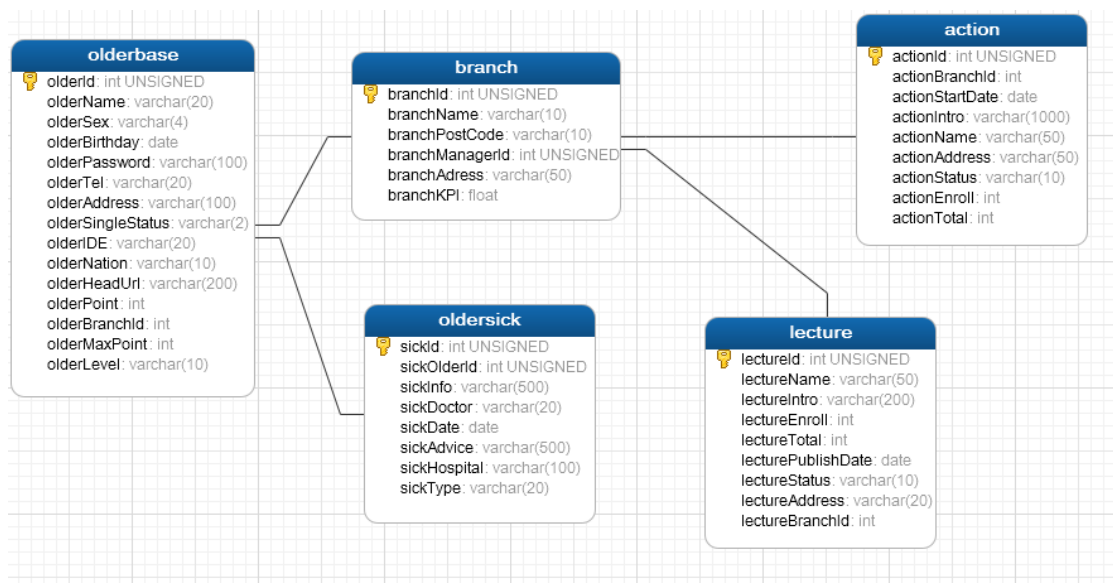 olderbase
olderId: int UNSIGNED
olderName: varchar(20)
olderSex: varchar(4)
olderBirthday: date
olderPassword: varchar(100)
olderTel: varchar(20)
olderAddress: varchar(100)
olderSingleStatus: varchar(2)
olderIDE: varchar(20)
olderNation: varchar(10)
olderHeadUrl: varchar(200)
olderPoint: int
olderBranchId: int
olderMaxPoint: int
olderLevel: varchar(10)
branch
branchId: int UNSIGNED
branchName: varchar(10)
branchPostCode: varchar(10)
branchManagerId: int UNSIGNED
branchAdress: varchar(50)
branchKPI: float
action
actionId: int UNSIGNED
actionBranchId: int
actionStartDate: date
actionIntro: varchar(1000)
actionName: varchar(50)
actionAddress: varchar(50)
actionStatus: varchar(10)
actionEnroll: int
actionTotal: int
oldersick
sickId: int UNSIGNED
sickOlderId: int UNSIGNED
sickInfo: varchar(500)
sickDoctor: varchar(20)
sickDate: date
sickAdvice: varchar(500)
sickHospital: varchar(100)
sickType: varchar(20)
lecture
lectureId: int UNSIGNED
lectureName: varchar(50)
lectureIntro: varchar(200)
lectureEnroll: int
lectureTotal: int
lecturePublishDate: date
lectureStatus: varchar(10)
lectureAddress: varchar(20)
lectureBranchId: int